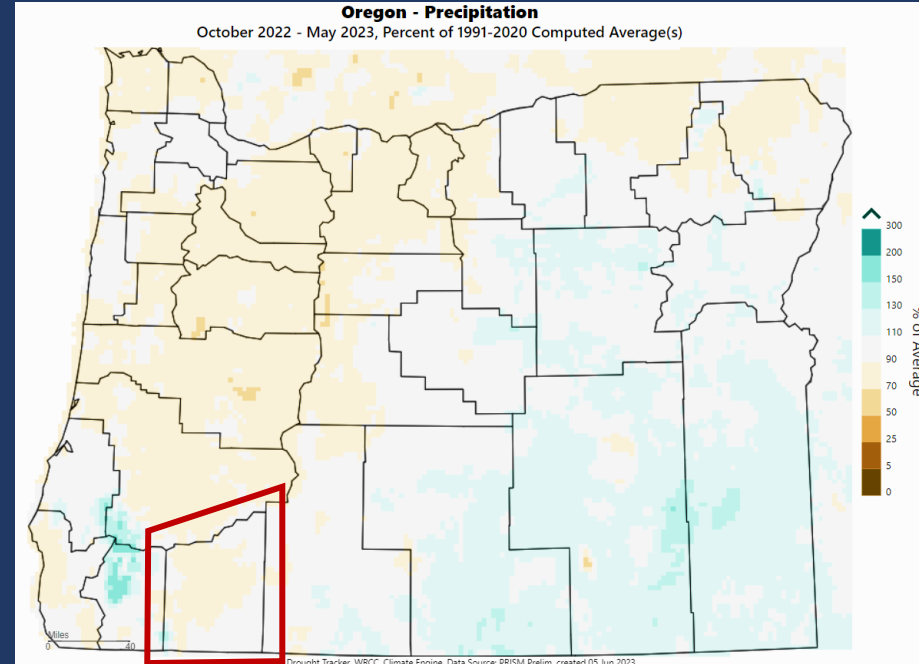 Oregon - Precipitation
October 2022 - May 2023, Percent of 1991-2020 Computed Average(s)
300
200
150
130
110
90
70
50
25
5
0
% of Average
Miles
0 40
Drought Tracker, WRCC, Climate Engine, Data Source: PRISM Prelim, created 05 Jun 2023